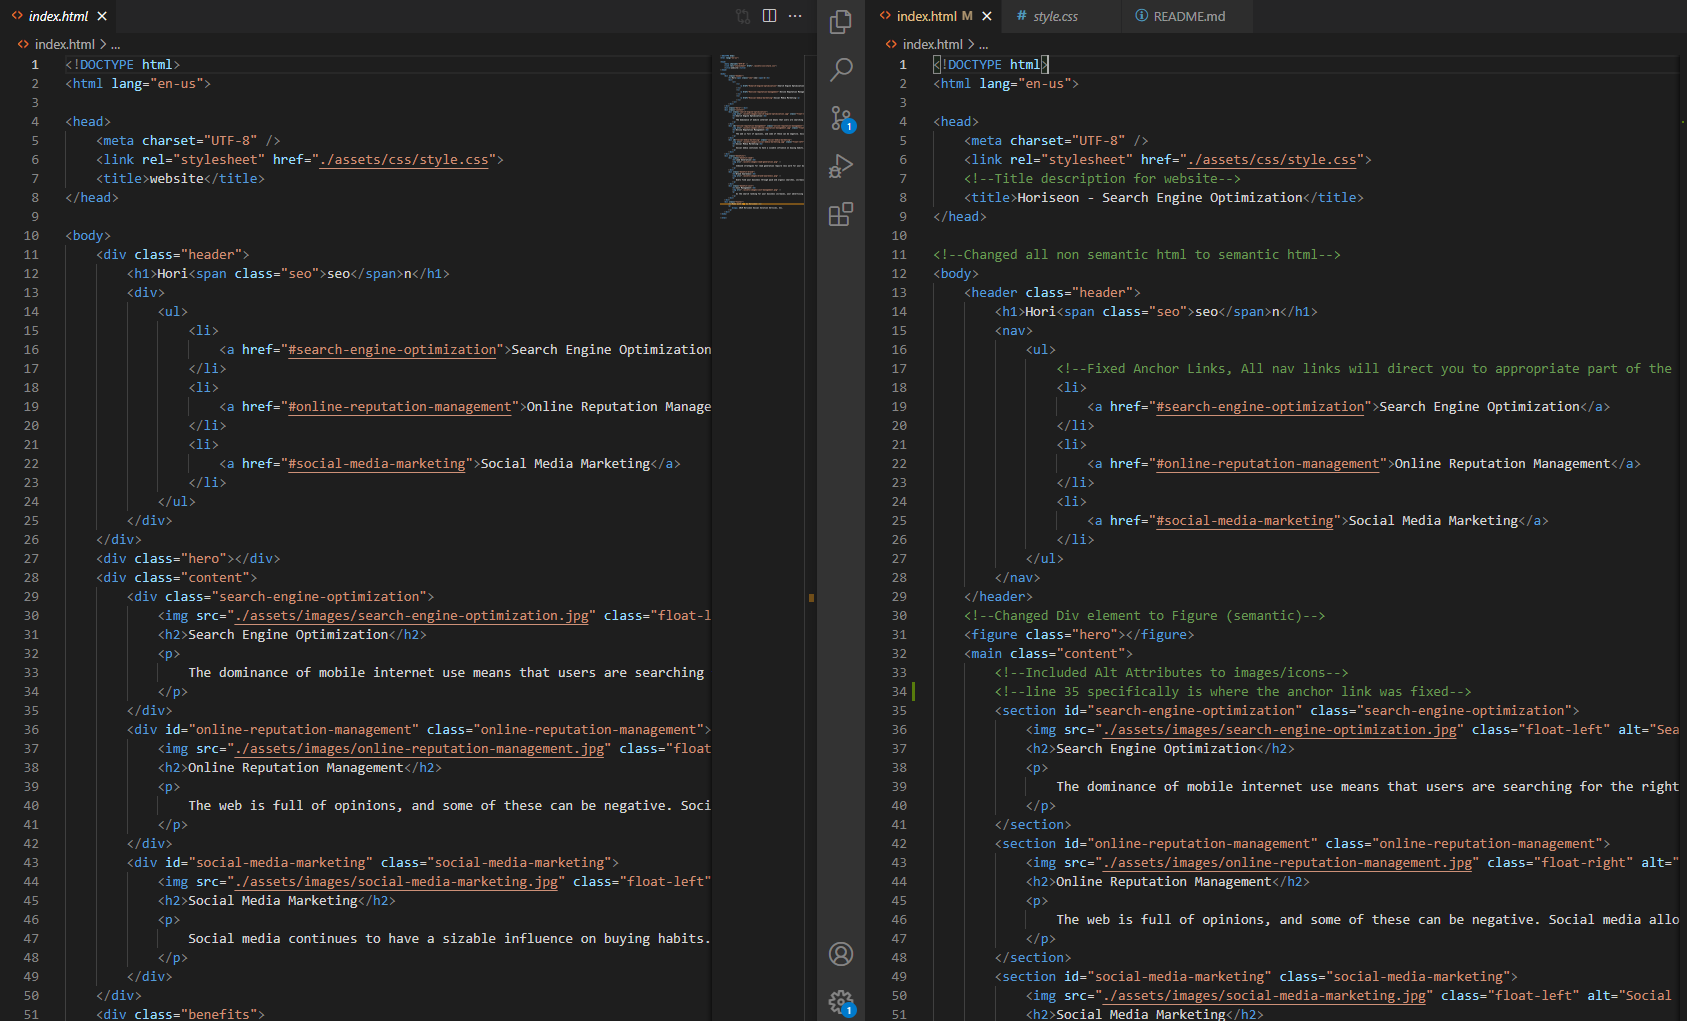 index.html
index.html > ...
1 <!DOCTYPE html>
2 <html lang="en-us">
3
4 <head>
5 <meta charset="UTF-8" />
6 <link rel="stylesheet" href="./assets/css/style.css">
7 <title>website</title>
8 </head>
9
10 <body>
11 <div class="header">
12 <h1>Hori<span class="seo">seo</span>n</h1>
13 <div>
14 <ul>
15 <li>
16 <a href="#search-engine-optimization">Search Engine Optimization
17 </li>
18 <li>
19 <a href="#online-reputation-management">Online Reputation Manage
20 </li>
21 <li>
22 <a href="#social-media-marketing">Social Media Marketing</a>
23 </li>
24 </ul>
25 </div>
26 </div>
27 <div class="hero"></div>
28 <div class="content">
29 <div class="search-engine-optimization">
30 <img src="./assets/images/search-engine-optimization.jpg" class="float-l
31 <h2>Search Engine Optimization</h2>
32 <p>
33 The dominance of mobile internet use means that users are searching
34 </p>
35 </div>
36 <div id="online-reputation-management" class="online-reputation-management">
37 <img src="./assets/images/online-reputation-management.jpg" class="float
38 <h2>Online Reputation Management</h2>
39 <p>
40 The web is full of opinions, and some of these can be negative. Soci
41 </p>
42 </div>
43 <div id="social-media-marketing" class="social-media-marketing">
44 <img src="./assets/images/social-media-marketing.jpg" class="float-left"
45 <h2>Social Media Marketing</h2>
46 <p>
47 Social media continues to have a sizable influence on buying habits.
48 </p>
49 </div>
50 </div>
51 <div class="benefits">
1
1
index.html M
style.css
README.md
index.html > ...
1 <!DOCTYPE html>
2 <html lang="en-us">
3
4 <head>
5 <meta charset="UTF-8" />
6 <link rel="stylesheet" href="./assets/css/style.css">
7 <!--Title description for website-->
8 <title>Horiseon - Search Engine Optimization</title>
9 </head>
10
11 <!--Changed all non semantic html to semantic html-->
12 <body>
13 <header class="header">
14 <h1>Hori<span class="seo">seo</span>n</h1>
15 <nav>
16 <ul>
17 <!--Fixed Anchor Links, All nav links will direct you to appropriate part of the
18 <li>
19 <a href="#search-engine-optimization">Search Engine Optimization</a>
20 </li>
21 <li>
22 <a href="#online-reputation-management">Online Reputation Management</a>
23 </li>
24 <li>
25 <a href="#social-media-marketing">Social Media Marketing</a>
26 </li>
27 </ul>
28 </nav>
29 </header>
30 <!--Changed Div element to Figure (semantic)-->
31 <figure class="hero"></figure>
32 <main class="content">
33 <!--Included Alt Attributes to images/icons-->
34 <!--line 35 specifically is where the anchor link was fixed-->
35 <section id="search-engine-optimization" class="search-engine-optimization">
36 <img src="./assets/images/search-engine-optimization.jpg" class="float-left" alt="Sea
37 <h2>Search Engine Optimization</h2>
38 <p>
39 The dominance of mobile internet use means that users are searching for the right
40 </p>
41 </section>
42 <section id="online-reputation-management" class="online-reputation-management">
43 <img src="./assets/images/online-reputation-management.jpg" class="float-right" alt="
44 <h2>Online Reputation Management</h2>
45 <p>
46 The web is full of opinions, and some of these can be negative. Social media allo
47 </p>
48 </section>
49 <section id="social-media-marketing" class="social-media-marketing">
50 <img src="./assets/images/social-media-marketing.jpg" class="float-left" alt="Social
51 <h2>Social Media Marketing</h2>